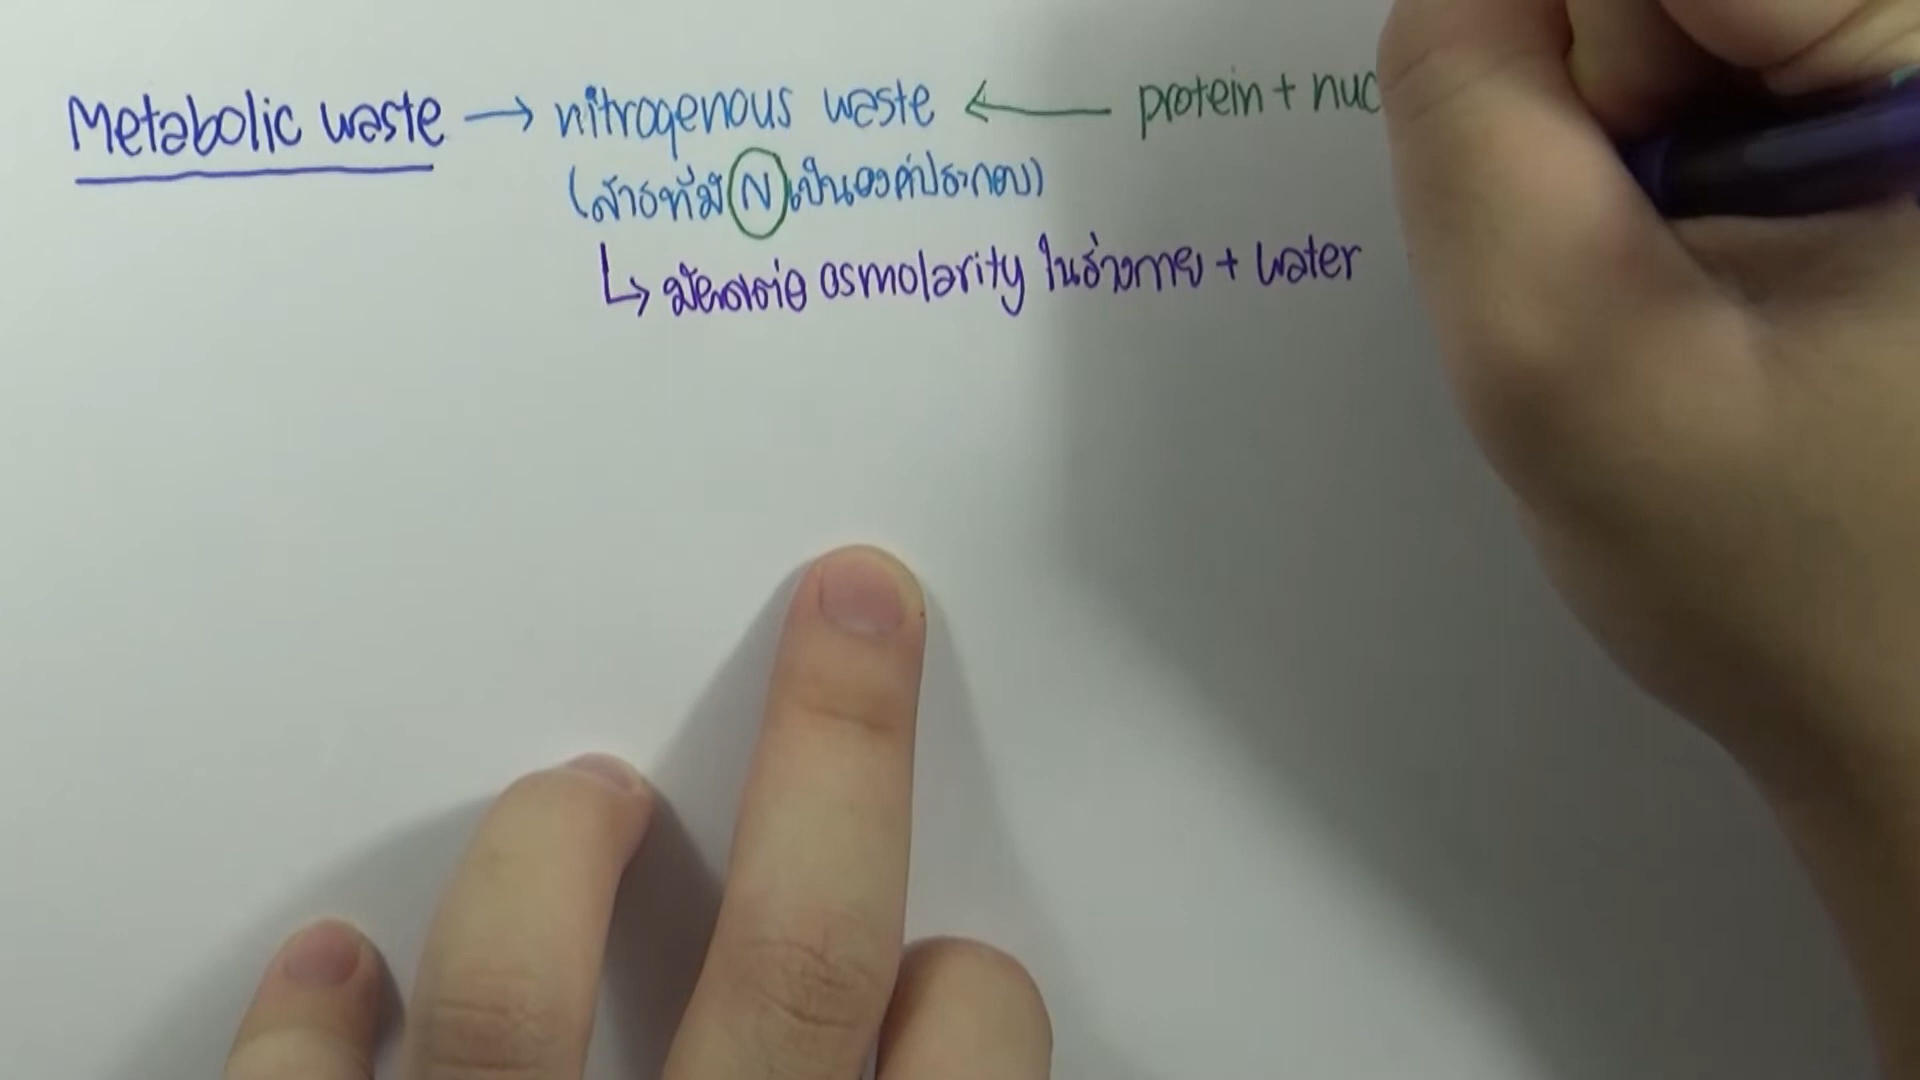 Metabolic waste → nitrogenous waste ← protein + nuc
(สารที่มี N เป็นองค์ประกอบ)
↳ มีผลต่อ osmolarity ในร่างกาย + water